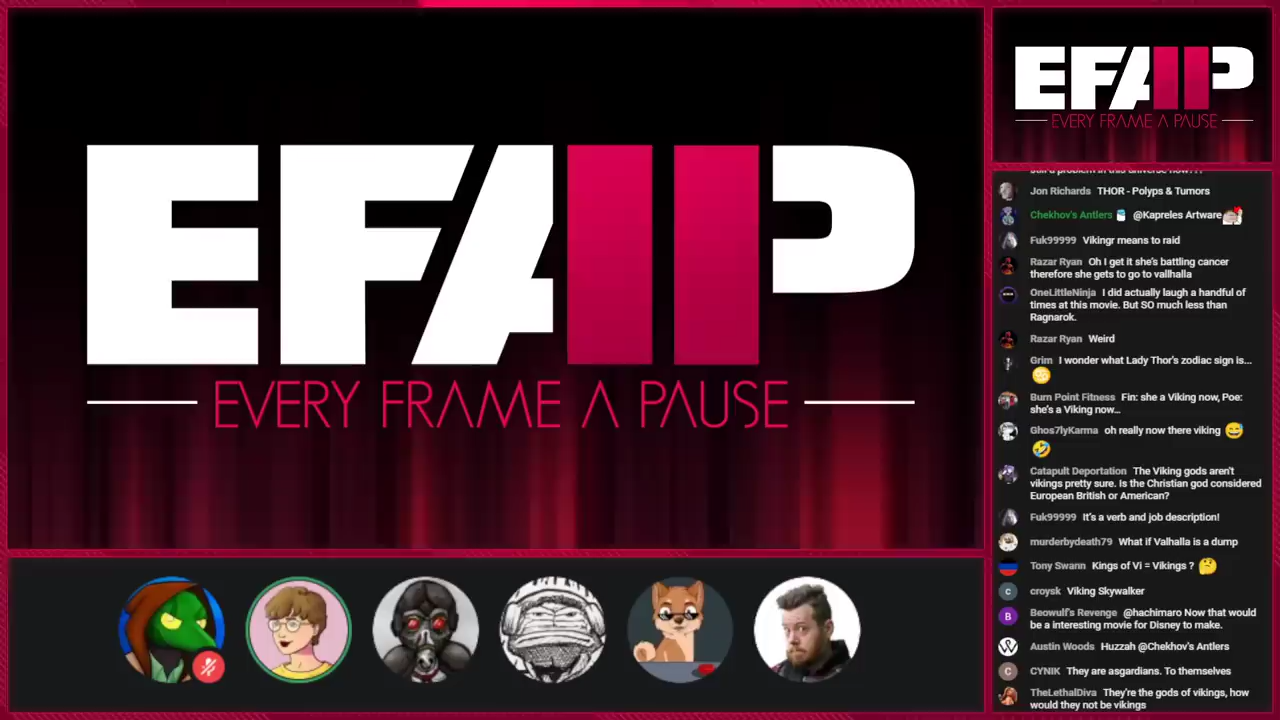 EFAP
EVERY FRAME A PAUSE
EFAP
EVERY FRAME A PAUSE
still a problem in this universe now???
Jon Richards THOR - Polyps & Tumors
Chekhov's Antlers @Kapreles Artware
Fuk99999 Vikingr means to raid
Razar Ryan Oh I get it she's battling cancer
therefore she gets to go to vallhalla
OneLittleNinja I did actually laugh a handful of
times at this movie. But SO much less than
Ragnarok.
Razar Ryan Weird
Grim I wonder what Lady Thor's zodiac sign is...
Burn Point Fitness Fin: she a Viking now, Poe:
she's a Viking now...
Ghos7lyKarma oh really now there viking
Catapult Deportation The Viking gods aren't
vikings pretty sure. Is the Christian god considered
European British or American?
Fuk99999 It's a verb and job description!
murderbydeath79 What if Valhalla is a dump
Tony Swann Kings of Vi = Vikings ?
C croysk Viking Skywalker
B Beowulf's Revenge @hachimaro Now that would
be a interesting movie for Disney to make.
Austin Woods Huzzah @Chekhov's Antlers
C CYNIK They are asgardians. To themselves
TheLethalDiva They're the gods of vikings, how
would they not be vikings